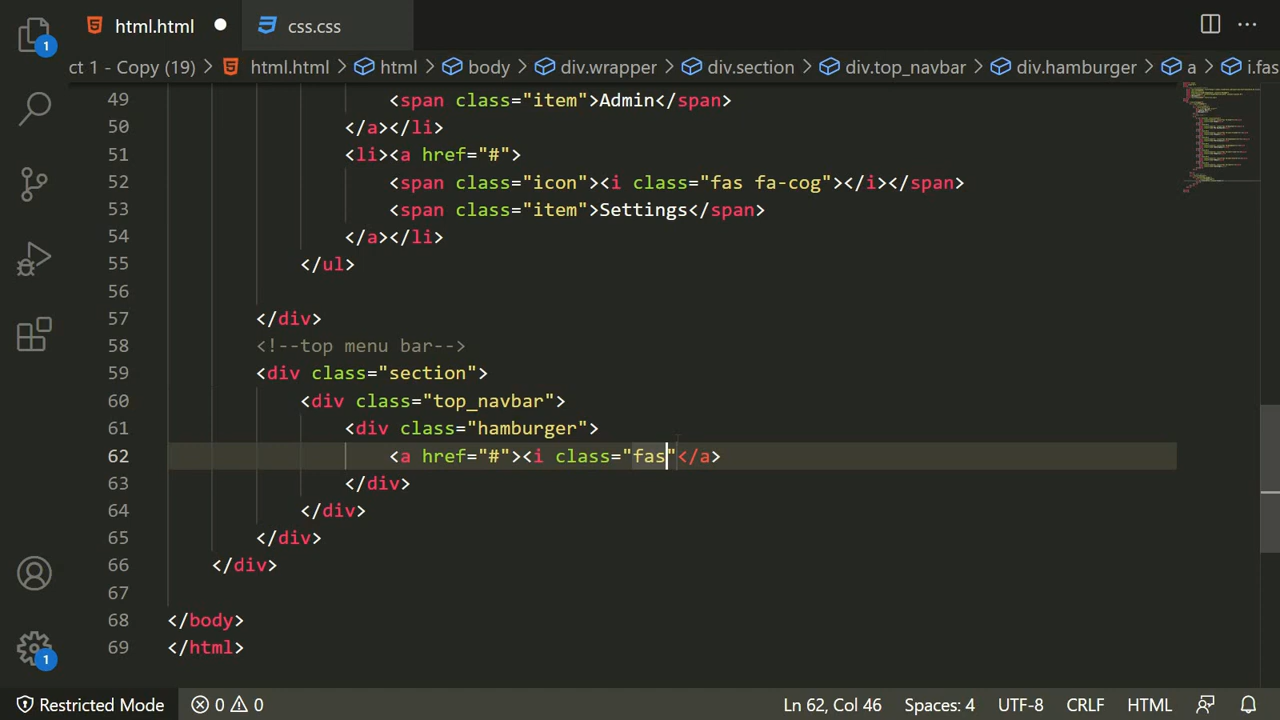 html.html
css.css
1
ct 1 - Copy (19) > html.html > html > body > div.wrapper > div.section > div.top_navbar > div.hamburger > a > i.fas
49 <span class="item">Admin</span>
50 </a></li>
51 <li><a href="#">
52 <span class="icon"><i class="fas fa-cog"></i></span>
53 <span class="item">Settings</span>
54 </a></li>
55 </ul>
56
57 </div>
58 <!--top menu bar-->
59 <div class="section">
60 <div class="top_navbar">
61 <div class="hamburger">
62 <a href="#"><i class="fas"</a>
63 </div>
64 </div>
65 </div>
66 </div>
67
68 </body>
69 </html>
1
Restricted Mode 0 0 Ln 62, Col 46 Spaces: 4 UTF-8 CRLF HTML